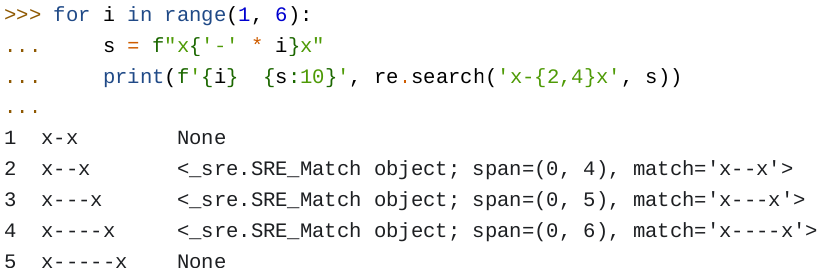 >>> for i in range(1, 6):
...     s = f"x{'-' * i}x"
...     print(f'{i}  {s:10}', re.search('x-{2,4}x', s))
...
1  x-x        None
2  x--x       <_sre.SRE_Match object; span=(0, 4), match='x--x'>
3  x---x      <_sre.SRE_Match object; span=(0, 5), match='x---x'>
4  x----x     <_sre.SRE_Match object; span=(0, 6), match='x----x'>
5  x-----x    None